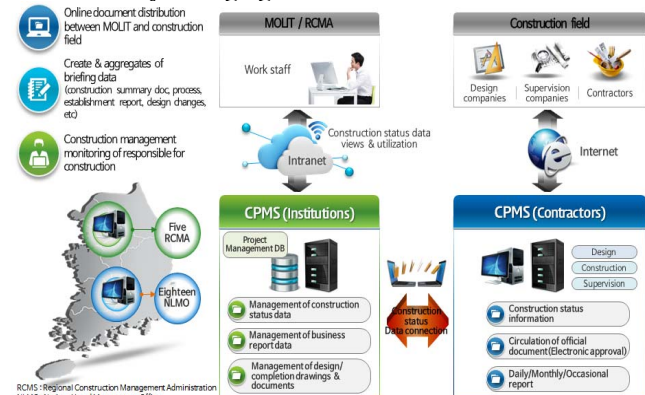 Online document distribution
between MOLIT and construction
field
Create & aggregates of
briefing data
(construction summary doc, process,
establishment report, design changes,
etc)
Construction management
monitoring of responsible for
construction
Five
RCMA
Eighteen
NLMO
RCMS : Regional Construction Management Administration
MOLIT / RCMA
Work staff
Intranet
Construction status data
views & utilization
CPMS (Institutions)
Project
Management DB
Management of construction
status data
Management of business
report data
Management of design/
completion drawings &
documents
Construction
status
Data connection
Construction field
Design
companies
Supervision
companies
Contractors
Internet
CPMS (Contractors)
Design
Construction
Supervision
Construction status
information
Circulation of official
document (Electronic approval)
Daily/Monthly/Occasional
report